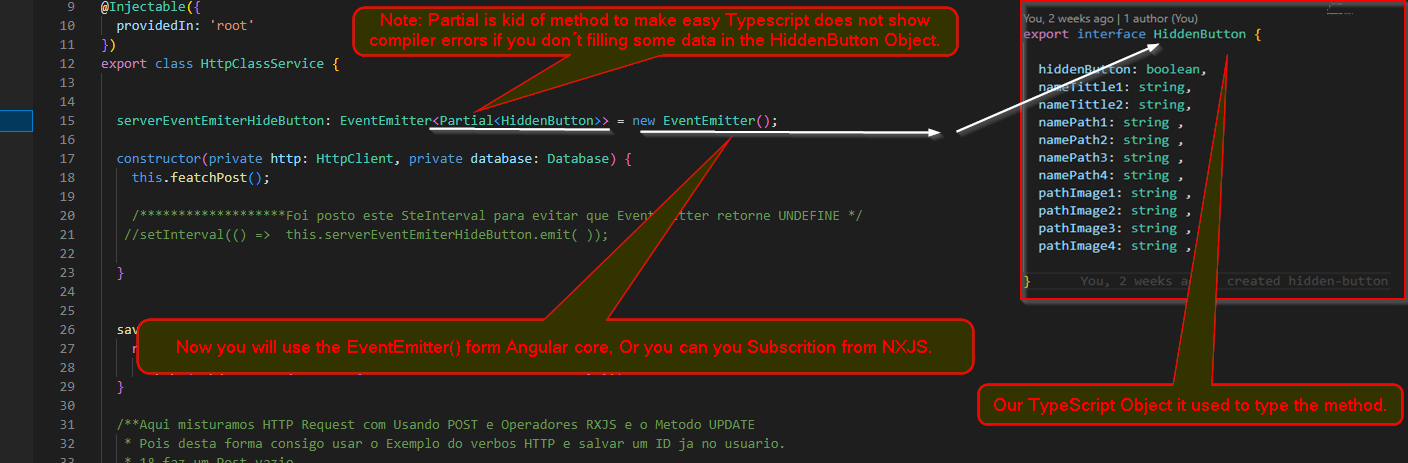 9 @Injectable({
10 providedIn: 'root'
11 })
12 export class HttpClassService {
13
14
15 serverEventEmiterHideButton: EventEmitter<Partial<HiddenButton>> = new EventEmitter();
16
17 constructor(private http: HttpClient, private database: Database) {
18 this.featchPost();
19
20 /*******************Foi posto este SteInterval para evitar que Event itter retorne UNDEFINE */
21 //setInterval(() => this.serverEventEmiterHideButton.emit( ));
22
23 }
24
25
26 sav
27
28
29 }
30
31 /**Aqui misturamos HTTP Request com Usando POST e Operadores RXJS e o Metodo UPDATE
32 * Pois desta forma consigo usar o Exemplo do verbos HTTP e salvar um ID ja no usuario.
33 * 1º faz um Post vazio
Note: Partial is kid of method to make easy Typescript does not show
compiler errors if you don´t filling some data in the HiddenButton Object.
Now you will use the EventEmitter() form Angular core, Or you can you Subscrition from NXJS.
You, 2 weeks ago | 1 author (You)
export interface HiddenButton {
hiddenButton: boolean,
nameTittle1: string,
nameTittle2: string,
namePath1: string ,
namePath2: string ,
namePath3: string ,
namePath4: string ,
pathImage1: string ,
pathImage2: string ,
pathImage3: string ,
pathImage4: string ,
} You, 2 weeks a created hidden-button
Our TypeScript Object it used to type the method.